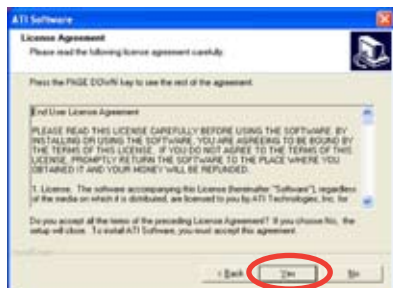 ATI Software
License Agreement
Please read the following license agreement carefully.
Press the PAGE DOWN key to see the rest of the agreement.
End User License Agreement
PLEASE READ THIS LICENSE CAREFULLY BEFORE USING THE SOFTWARE. BY
INSTALLING OR USING THE SOFTWARE, YOU ARE AGREEING TO BE BOUND BY
THE TERMS OF THIS LICENSE. IF YOU DO NOT AGREE TO THE TERMS OF THIS
LICENSE, PROMPTLY RETURN THE SOFTWARE TO THE PLACE WHERE YOU
OBTAINED IT AND YOUR MONEY WILL BE REFUNDED.
1. License. The software accompanying this License (hereinafter "Software"), regardless
of the media on which it is distributed, are licensed to you by ATI Technologies, Inc. for
Do you accept all the terms of the preceding License Agreement? If you choose No, the
setup will close. To install ATI Software, you must accept this agreement.
< Back
Yes
No